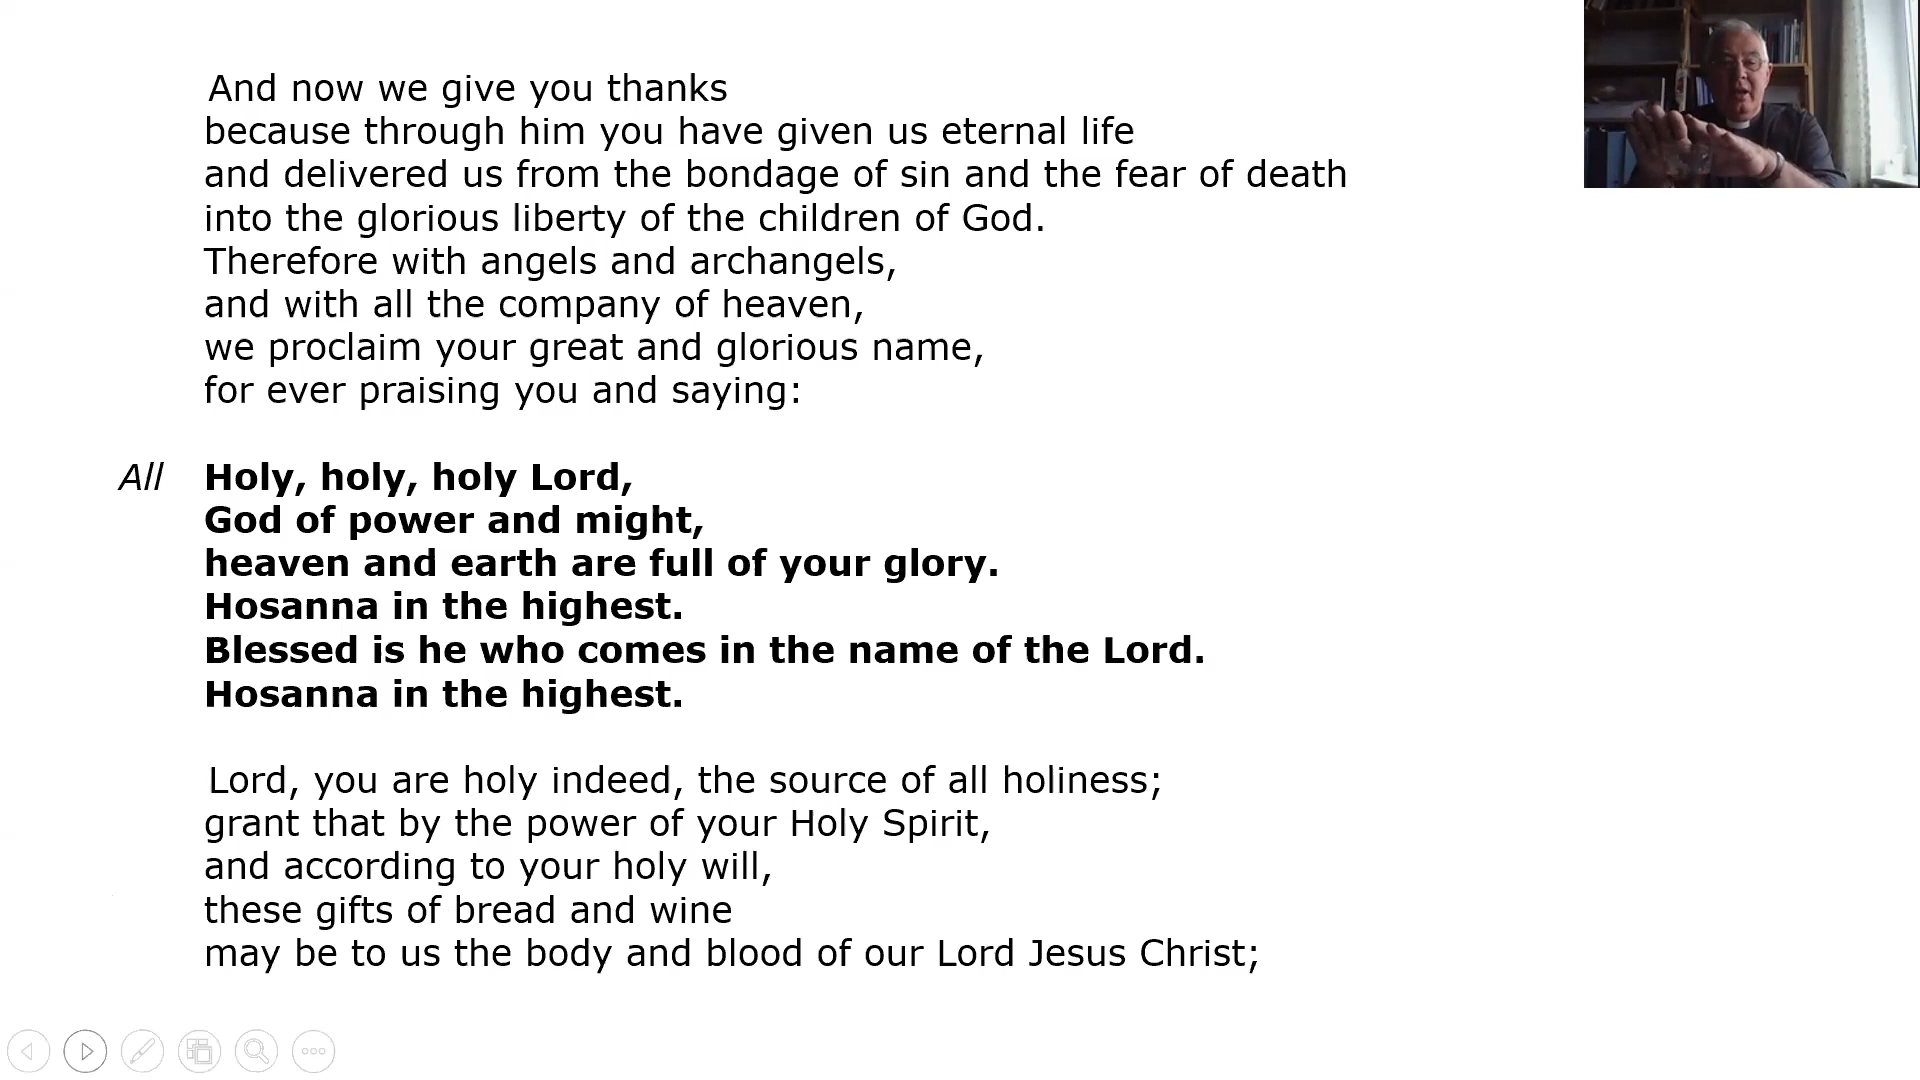 And now we give you thanks
because through him you have given us eternal life
and delivered us from the bondage of sin and the fear of death
into the glorious liberty of the children of God.
Therefore with angels and archangels,
and with all the company of heaven,
we proclaim your great and glorious name,
for ever praising you and saying:
All Holy, holy, holy Lord,
God of power and might,
heaven and earth are full of your glory.
Hosanna in the highest.
Blessed is he who comes in the name of the Lord.
Hosanna in the highest.
Lord, you are holy indeed, the source of all holiness;
grant that by the power of your Holy Spirit,
and according to your holy will,
these gifts of bread and wine
may be to us the body and blood of our Lord Jesus Christ;